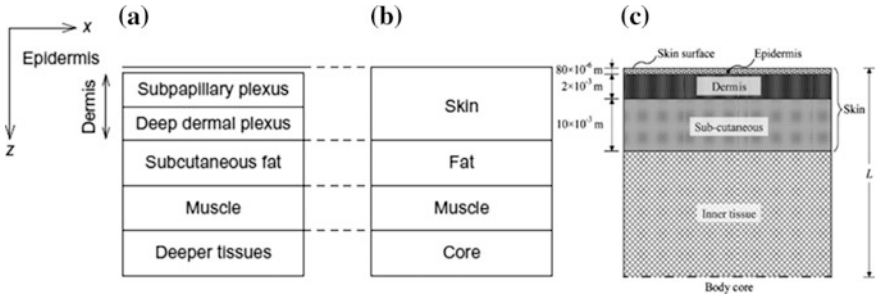 (a)
(b)
(c)
x
z
Epidermis
Dermis
Subpapillary plexus
Deep dermal plexus
Subcutaneous fat
Muscle
Deeper tissues
Skin
Fat
Muscle
Core
Skin surface
Epidermis
80×10⁻⁶ m
2×10⁻³ m
10×10⁻³ m
Dermis
Sub-cutaneous
Skin
L
Inner tissue
Body core